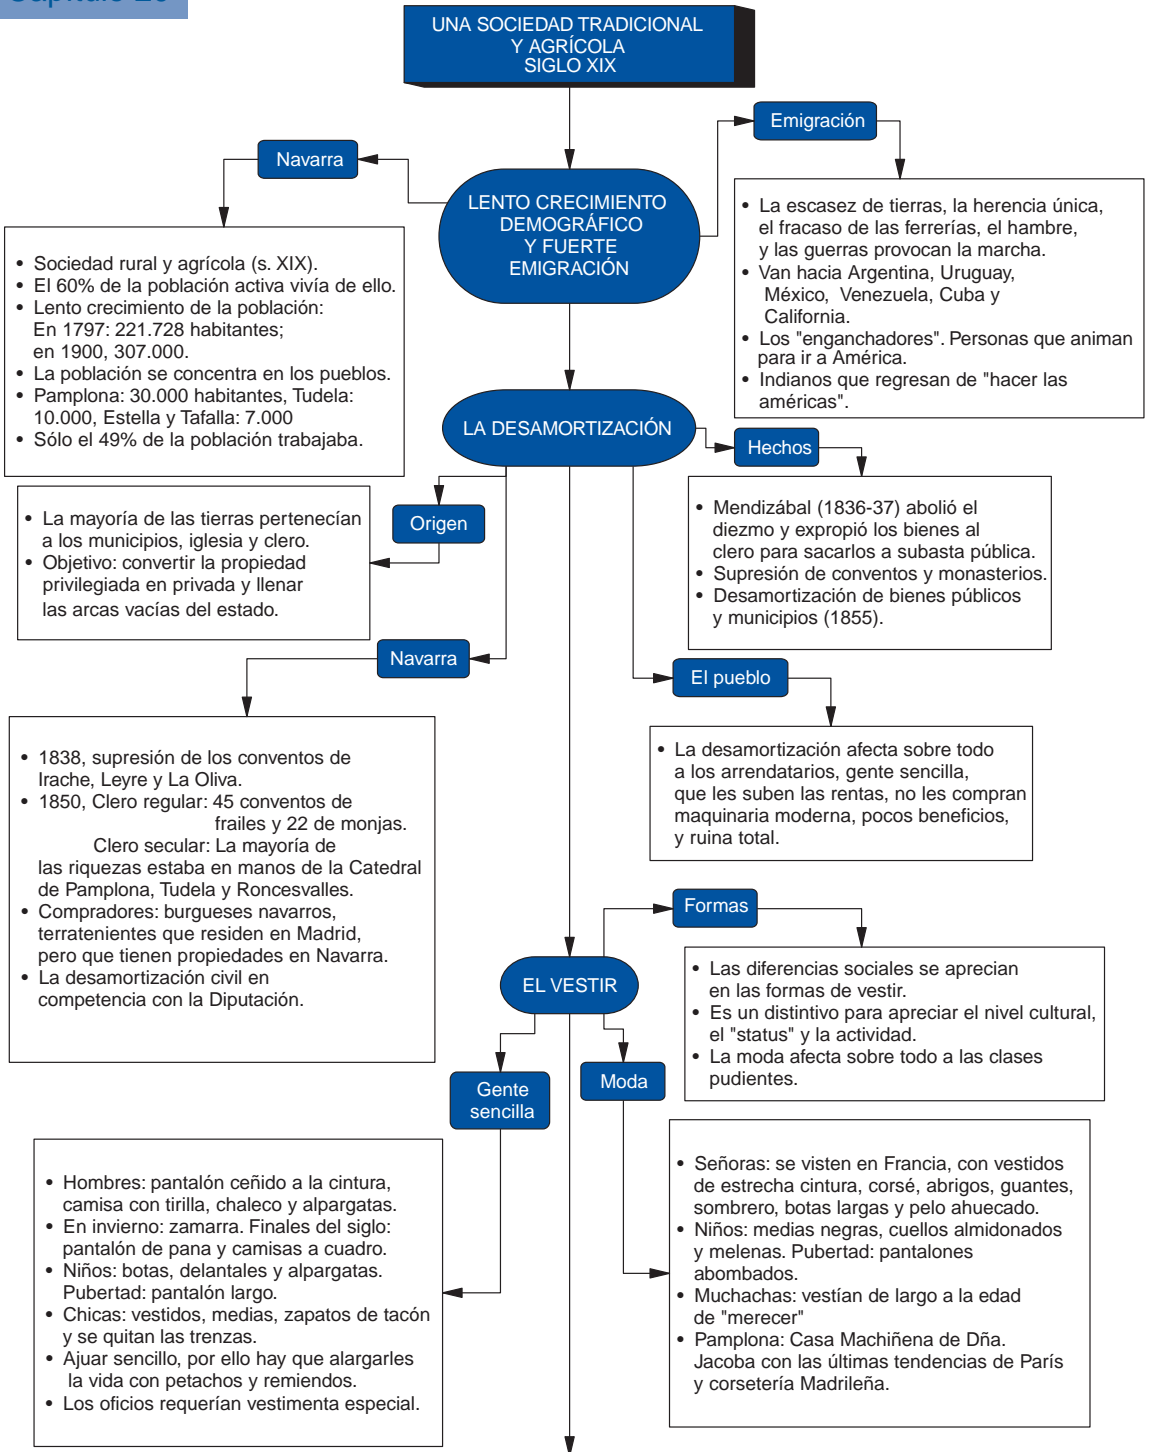 UNA SOCIEDAD TRADICIONAL
Y AGRÍCOLA
SIGLO XIX
Emigración
Navarra
LENTO CRECIMIENTO
DEMOGRÁFICO
Y FUERTE
EMIGRACIÓN
• La escasez de tierras, la herencia única,
el fracaso de las ferrerías, el hambre,
y las guerras provocan la marcha.
• Van hacia Argentina, Uruguay,
México, Venezuela, Cuba y
California.
• Los "enganchadores". Personas que animan
para ir a América.
• Indianos que regresan de "hacer las
américas".
• Sociedad rural y agrícola (s. XIX).
• El 60% de la población activa vivía de ello.
• Lento crecimiento de la población:
En 1797: 221.728 habitantes;
en 1900, 307.000.
• La población se concentra en los pueblos.
• Pamplona: 30.000 habitantes, Tudela:
10.000, Estella y Tafalla: 7.000
• Sólo el 49% de la población trabajaba.
LA DESAMORTIZACIÓN
Hechos
• Mendizábal (1836-37) abolió el
diezmo y expropió los bienes al
clero para sacarlos a subasta pública.
• Supresión de conventos y monasterios.
• Desamortización de bienes públicos
y municipios (1855).
Origen
• La mayoría de las tierras pertenecían
a los municipios, iglesia y clero.
• Objetivo: convertir la propiedad
privilegiada en privada y llenar
las arcas vacías del estado.
Navarra
El pueblo
• 1838, supresión de los conventos de
Irache, Leyre y La Oliva.
• 1850, Clero regular: 45 conventos de
frailes y 22 de monjas.
Clero secular: La mayoría de
las riquezas estaba en manos de la Catedral
de Pamplona, Tudela y Roncesvalles.
• Compradores: burgueses navarros,
terratenientes que residen en Madrid,
pero que tienen propiedades en Navarra.
• La desamortización civil en
competencia con la Diputación.
• La desamortización afecta sobre todo
a los arrendatarios, gente sencilla,
que les suben las rentas, no les compran
maquinaria moderna, pocos beneficios,
y ruina total.
Formas
EL VESTIR
• Las diferencias sociales se aprecian
en las formas de vestir.
• Es un distintivo para apreciar el nivel cultural,
el "status" y la actividad.
• La moda afecta sobre todo a las clases
pudientes.
Gente
sencilla
Moda
• Hombres: pantalón ceñido a la cintura,
camisa con tirilla, chaleco y alpargatas.
• En invierno: zamarra. Finales del siglo:
pantalón de pana y camisas a cuadro.
• Niños: botas, delantales y alpargatas.
Pubertad: pantalón largo.
• Chicas: vestidos, medias, zapatos de tacón
y se quitan las trenzas.
• Ajuar sencillo, por ello hay que alargarles
la vida con petachos y remiendos.
• Los oficios requerían vestimenta especial.
• Señoras: se visten en Francia, con vestidos
de estrecha cintura, corsé, abrigos, guantes,
sombrero, botas largas y pelo ahuecado.
• Niños: medias negras, cuellos almidonados
y melenas. Pubertad: pantalones
abombados.
• Muchachas: vestían de largo a la edad
de "merecer"
• Pamplona: Casa Machiñena de Dña.
Jacoba con las últimas tendencias de París
y corsetería Madrileña.